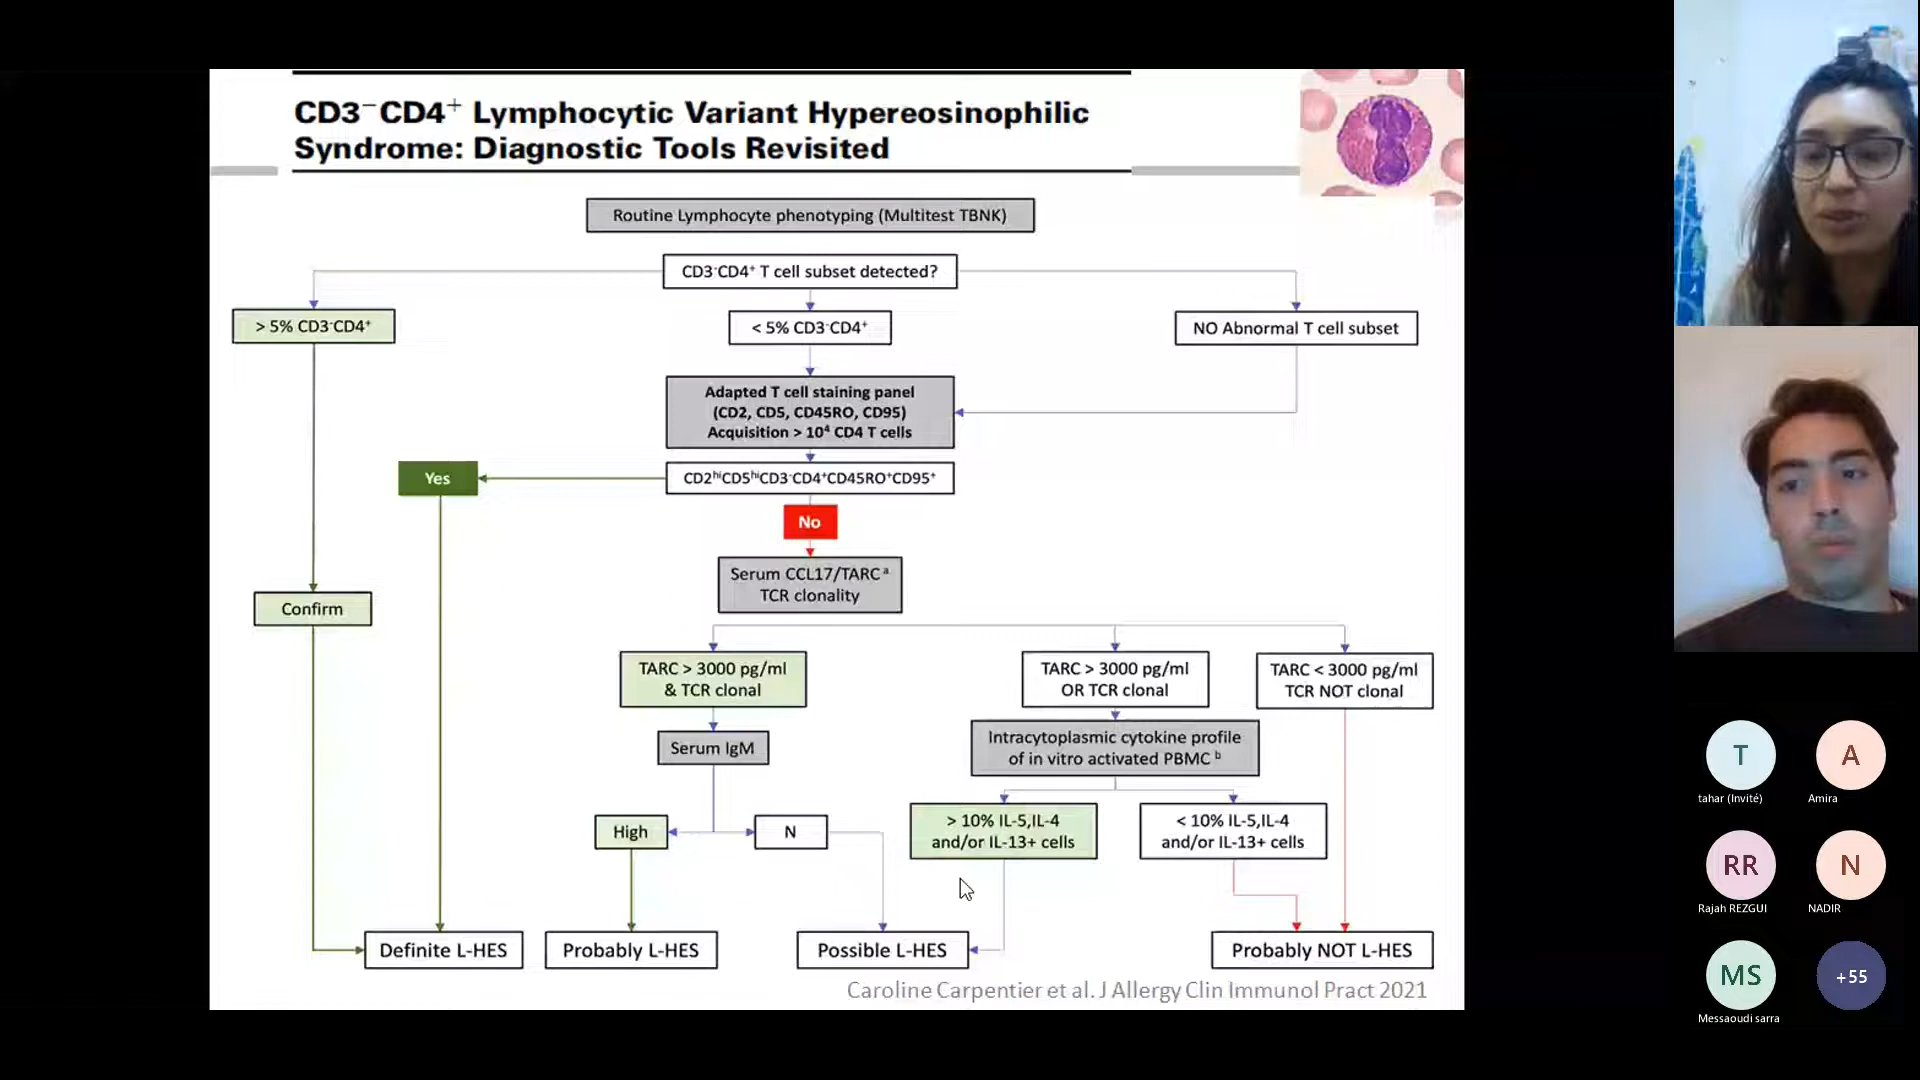 CD3⁻CD4⁺ Lymphocytic Variant Hypereosinophilic
Syndrome: Diagnostic Tools Revisited
Routine Lymphocyte phenotyping (Multitest TBNK)
CD3⁻CD4⁺ T cell subset detected?
> 5% CD3⁻CD4⁺
< 5% CD3⁻CD4⁺
NO Abnormal T cell subset
Adapted T cell staining panel
(CD2, CD5, CD45RO, CD95)
Acquisition > 10⁴ CD4 T cells
Yes
CD2ʰⁱCD5ʰⁱCD3⁻CD4⁺CD45RO⁺CD95⁺
No
Serum CCL17/TARC ᵃ
TCR clonality
Confirm
TARC > 3000 pg/ml
& TCR clonal
TARC > 3000 pg/ml
OR TCR clonal
TARC < 3000 pg/ml
TCR NOT clonal
Serum IgM
Intracytoplasmic cytokine profile
of in vitro activated PBMC ᵇ
High
N
> 10% IL-5,IL-4
and/or IL-13+ cells
< 10% IL-5,IL-4
and/or IL-13+ cells
Definite L-HES
Probably L-HES
Possible L-HES
Probably NOT L-HES
Caroline Carpentier et al. J Allergy Clin Immunol Pract 2021
T
tahar (Invité)
A
Amira
RR
Rajah REZGUI
N
NADIR
MS
Messaoudi sarra
+55